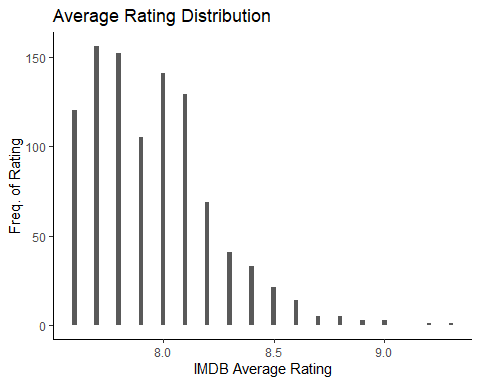 Average Rating Distribution
Freq. of Rating
150
100
50
0
8.0 8.5 9.0
IMDB Average Rating